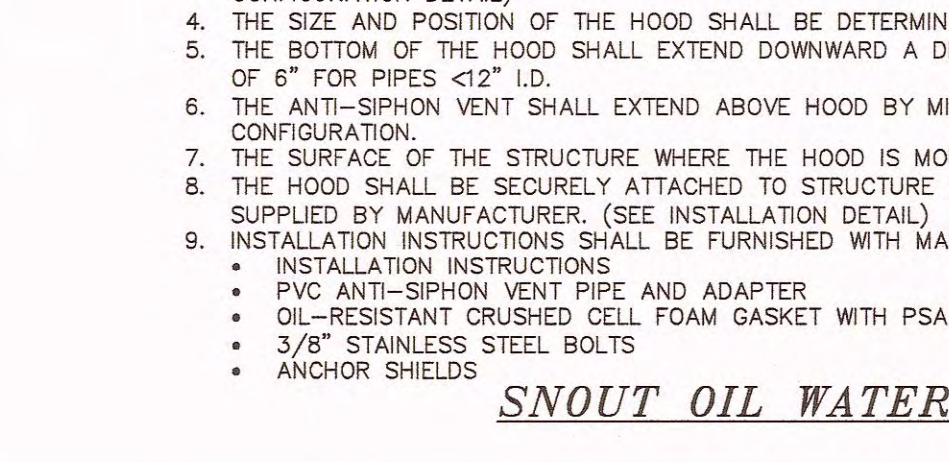 CONFIGURATION DETAIL)
4. THE SIZE AND POSITION OF THE HOOD SHALL BE DETERMIN
5. THE BOTTOM OF THE HOOD SHALL EXTEND DOWNWARD A D
OF 6" FOR PIPES <12" I.D.
6. THE ANTI-SIPHON VENT SHALL EXTEND ABOVE HOOD BY MI
CONFIGURATION.
7. THE SURFACE OF THE STRUCTURE WHERE THE HOOD IS MO
8. THE HOOD SHALL BE SECURELY ATTACHED TO STRUCTURE
SUPPLIED BY MANUFACTURER. (SEE INSTALLATION DETAIL)
9. INSTALLATION INSTRUCTIONS SHALL BE FURNISHED WITH MA
• INSTALLATION INSTRUCTIONS
• PVC ANTI-SIPHON VENT PIPE AND ADAPTER
• OIL-RESISTANT CRUSHED CELL FOAM GASKET WITH PSA
• 3/8" STAINLESS STEEL BOLTS
• ANCHOR SHIELDS
SNOUT OIL WATER